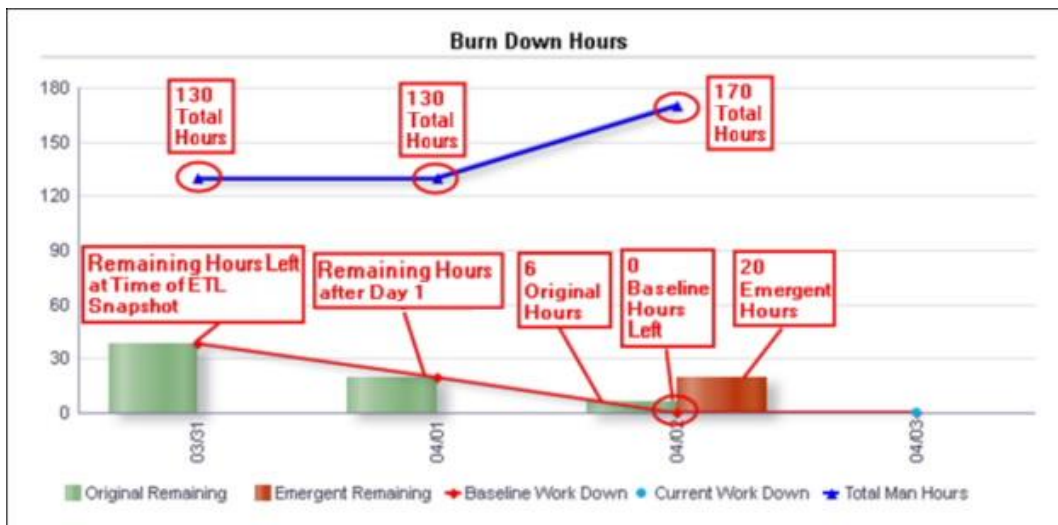 Burn Down Hours
180
150
120
90
60
30
0
130
Total
Hours
130
Total
Hours
170
Total
Hours
Remaining Hours Left
at Time of ETL
Snapshot
Remaining Hours
after Day 1
6
Original
Hours
0
Baseline
Hours
Left
20
Emergent
Hours
03/31
04/01
04/02
04/03
Original Remaining
Emergent Remaining
Baseline Work Down
Current Work Down
Total Man Hours